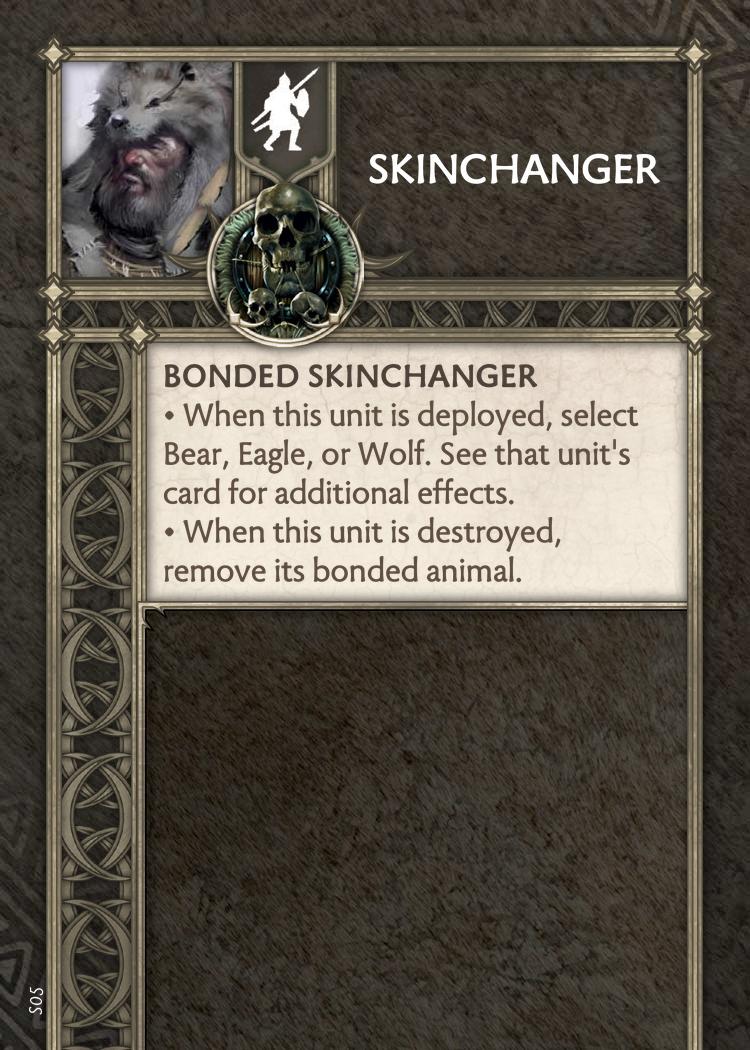 SKINCHANGER
BONDED SKINCHANGER
• When this unit is deployed, select
Bear, Eagle, or Wolf. See that unit's
card for additional effects.
• When this unit is destroyed,
remove its bonded animal.
S05